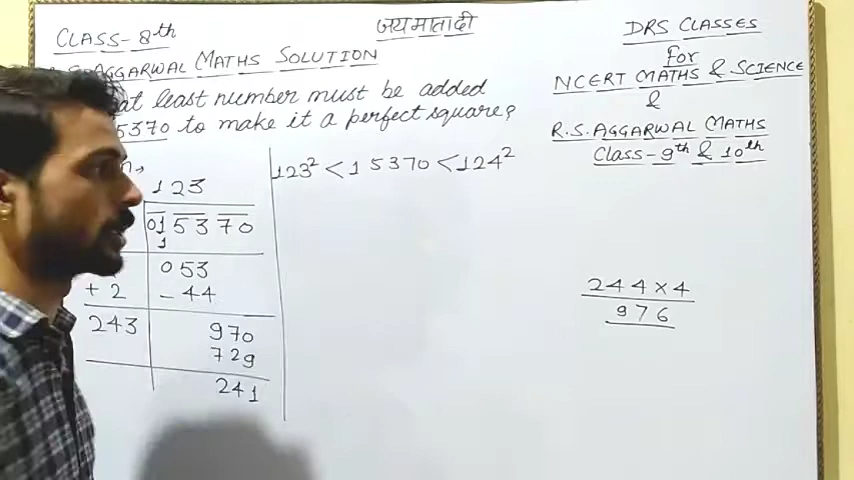 CLASS - 8th
जय माता दी
AGGARWAL MATHS SOLUTION
at least number must be added
5370 to make it a perfect square?
DRS CLASSES
For
NCERT MATHS & SCIENCE
&
R.S. AGGARWAL MATHS
Class - 9th & 10th
123
01 53 70
1
053
+ 2 - 44
243 970
729
241
123² < 15370 < 124²
244 × 4
976